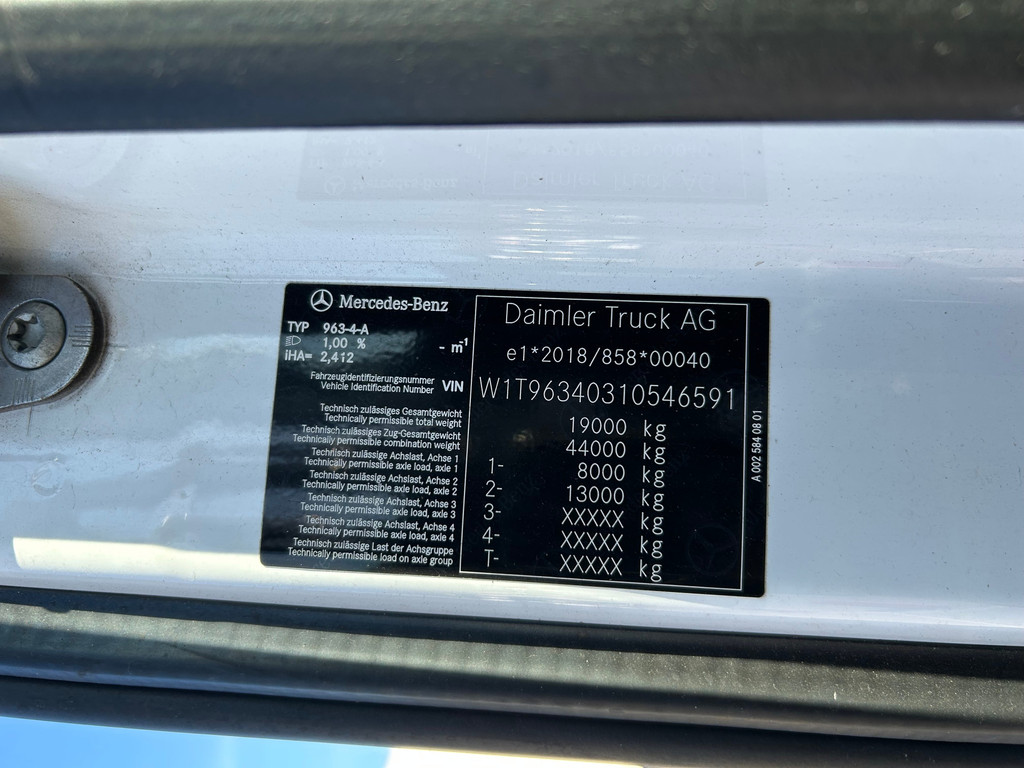 Mercedes-Benz
TYP 963-4-A
1,00 %
iHA= 2,412
- m-1
Fahrzeugidentifizierungsnummer
Vehicle Identification Number VIN
Technisch zulässiges Gesamtgewicht
Technically permissible total weight
Technisch zulässiges Zug-Gesamtgewicht
Technically permissible combination weight
Technisch zulässige Achslast, Achse 1
Technically permissible axle load, axle 1
Technisch zulässige Achslast, Achse 2
Technically permissible axle load, axle 2
Technisch zulässige Achslast, Achse 3
Technically permissible axle load, axle 3
Technisch zulässige Achslast, Achse 4
Technically permissible axle load, axle 4
Technisch zulässige Last der Achsgruppe
Technically permissible load on axle group
Daimler Truck AG
e1*2018/858*00040
W1T96340310546591
19000 kg
44000 kg
1- 8000 kg
2- 13000 kg
3- XXXXX kg
4- XXXXX kg
T- XXXXX kg
A 002 584 08 01